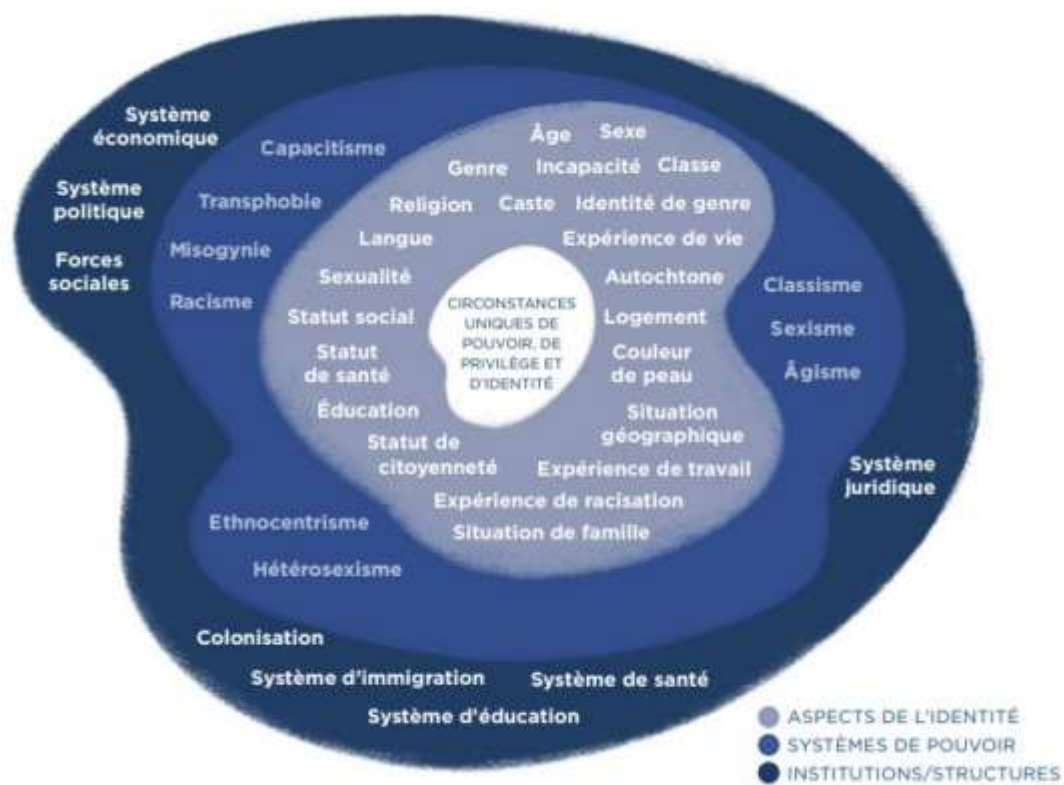 Système
économique
Système
politique
Forces
sociales
Capacitisme
Transphobie
Misogynie
Racisme
Âge
Sexe
Genre
Incapacité
Classe
Religion
Caste
Identité de genre
Langue
Expérience de vie
Sexualité
Autochtone
Statut social
Logement
Statut
de santé
Couleur
de peau
Éducation
Situation
géographique
Statut de
citoyenneté
Expérience de travail
Expérience de racisation
Situation de famille
CIRCONSTANCES
UNIQUES DE
POUVOIR, DE
PRIVILÈGE ET
D'IDENTITÉ
Classisme
Sexisme
Âgisme
Système
juridique
Ethnocentrisme
Hétérosexisme
Colonisation
Système d'immigration
Système de santé
Système d'éducation
ASPECTS DE L'IDENTITÉ
SYSTÈMES DE POUVOIR
INSTITUTIONS/STRUCTURES